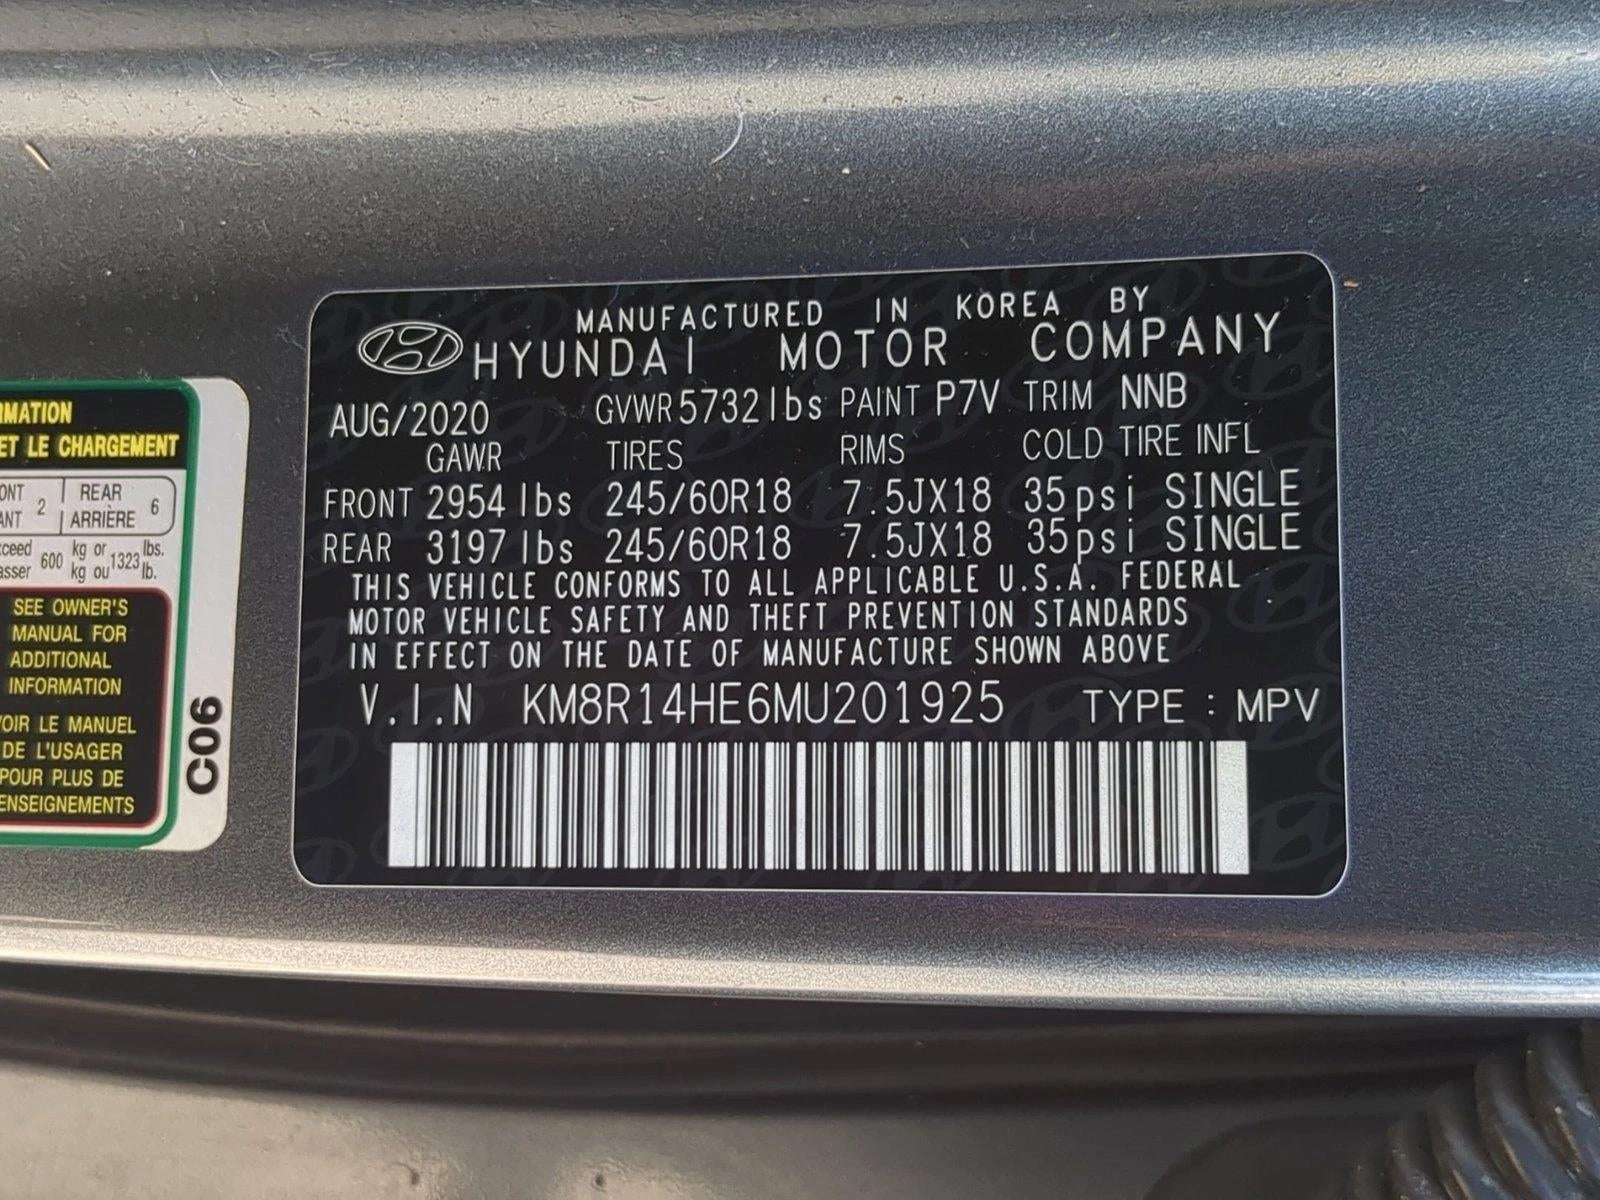 MANUFACTURED IN KOREA BY
HYUNDAI MOTOR COMPANY
AUG/2020 GVWR 5732 lbs PAINT P7V TRIM NNB
GAWR TIRES RIMS COLD TIRE INFL
FRONT 2954 lbs 245/60R18 7.5JX18 35psi SINGLE
REAR 3197 lbs 245/60R18 7.5JX18 35psi SINGLE
THIS VEHICLE CONFORMS TO ALL APPLICABLE U.S.A. FEDERAL
MOTOR VEHICLE SAFETY AND THEFT PREVENTION STANDARDS
IN EFFECT ON THE DATE OF MANUFACTURE SHOWN ABOVE
V.I.N KM8R14HE6MU201925 TYPE : MPV
RMATION
ET LE CHARGEMENT
ONT 2 REAR 6
ANT ARRIÈRE
xceed 600 kg or 1323 lbs.
asser kg ou lb.
SEE OWNER'S
MANUAL FOR
ADDITIONAL
INFORMATION
VOIR LE MANUEL
DE L'USAGER
POUR PLUS DE
ENSEIGNEMENTS
C06